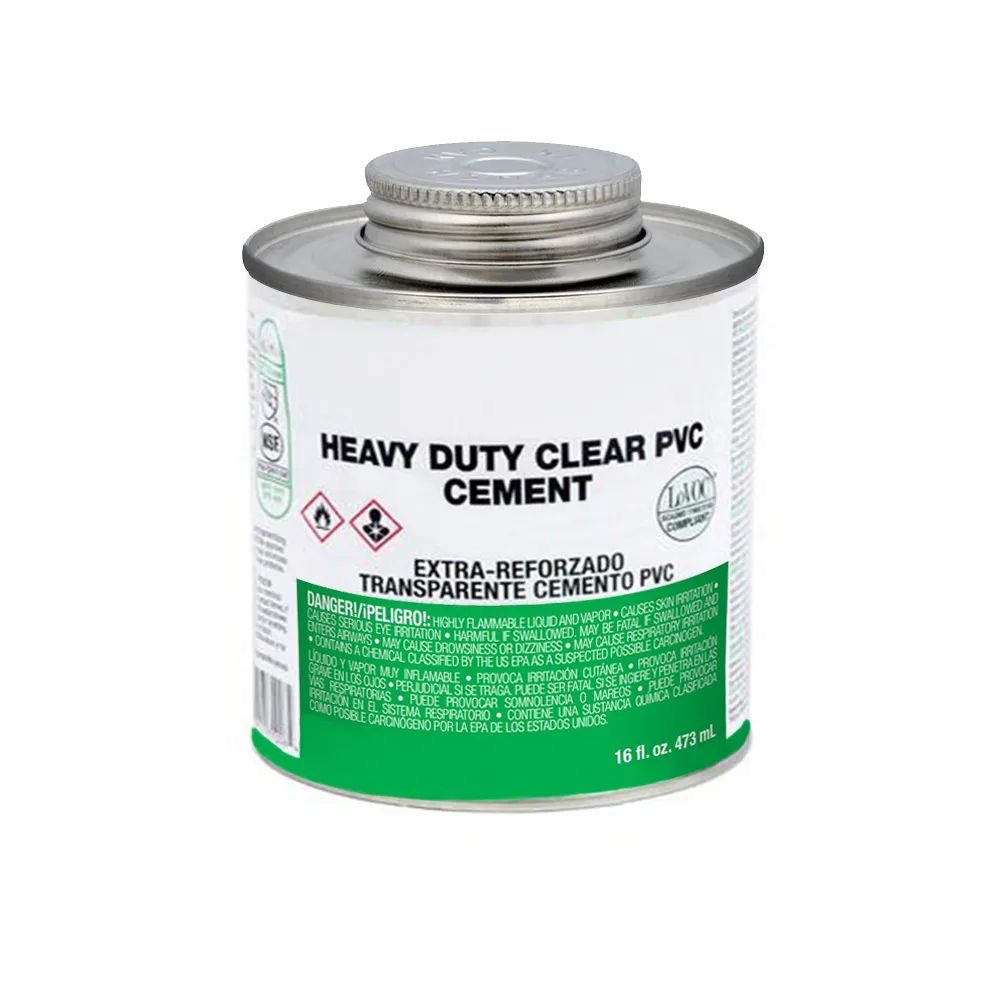 HEAVY DUTY CLEAR PVC
CEMENT
NSF
LoVOC
COMPLIANT
EXTRA-REFORZADO
TRANSPARENTE CEMENTO PVC
DANGER!/¡PELIGRO!: HIGHLY FLAMMABLE LIQUID AND VAPOR • CAUSES SKIN IRRITATION •
CAUSES SERIOUS EYE IRRITATION • HARMFUL IF SWALLOWED. MAY BE FATAL IF SWALLOWED AND
ENTERS AIRWAYS • MAY CAUSE DROWSINESS OR DIZZINESS • MAY CAUSE RESPIRATORY IRRITATION
• CONTAINS A CHEMICAL CLASSIFIED BY THE US EPA AS A SUSPECTED POSSIBLE CARCINOGEN.
LÍQUIDO Y VAPOR MUY INFLAMABLE • PROVOCA IRRITACIÓN CUTÁNEA • PROVOCA IRRITACIÓN
GRAVE EN LOS OJOS • PERJUDICIAL SI SE TRAGA. PUEDE SER FATAL SI SE INGIERE Y PENETRA EN LAS
VIAS RESPIRATORIAS • PUEDE PROVOCAR SOMNOLENCIA O MAREOS • PUEDE PROVOCAR
IRRITACIÓN EN EL SISTEMA RESPIRATORIO • CONTIENE UNA SUSTANCIA QUÍMICA CLASIFICADA
COMO POSIBLE CARCINÓGENO POR LA EPA DE LOS ESTADOS UNIDOS.
16 fl. oz. 473 mL